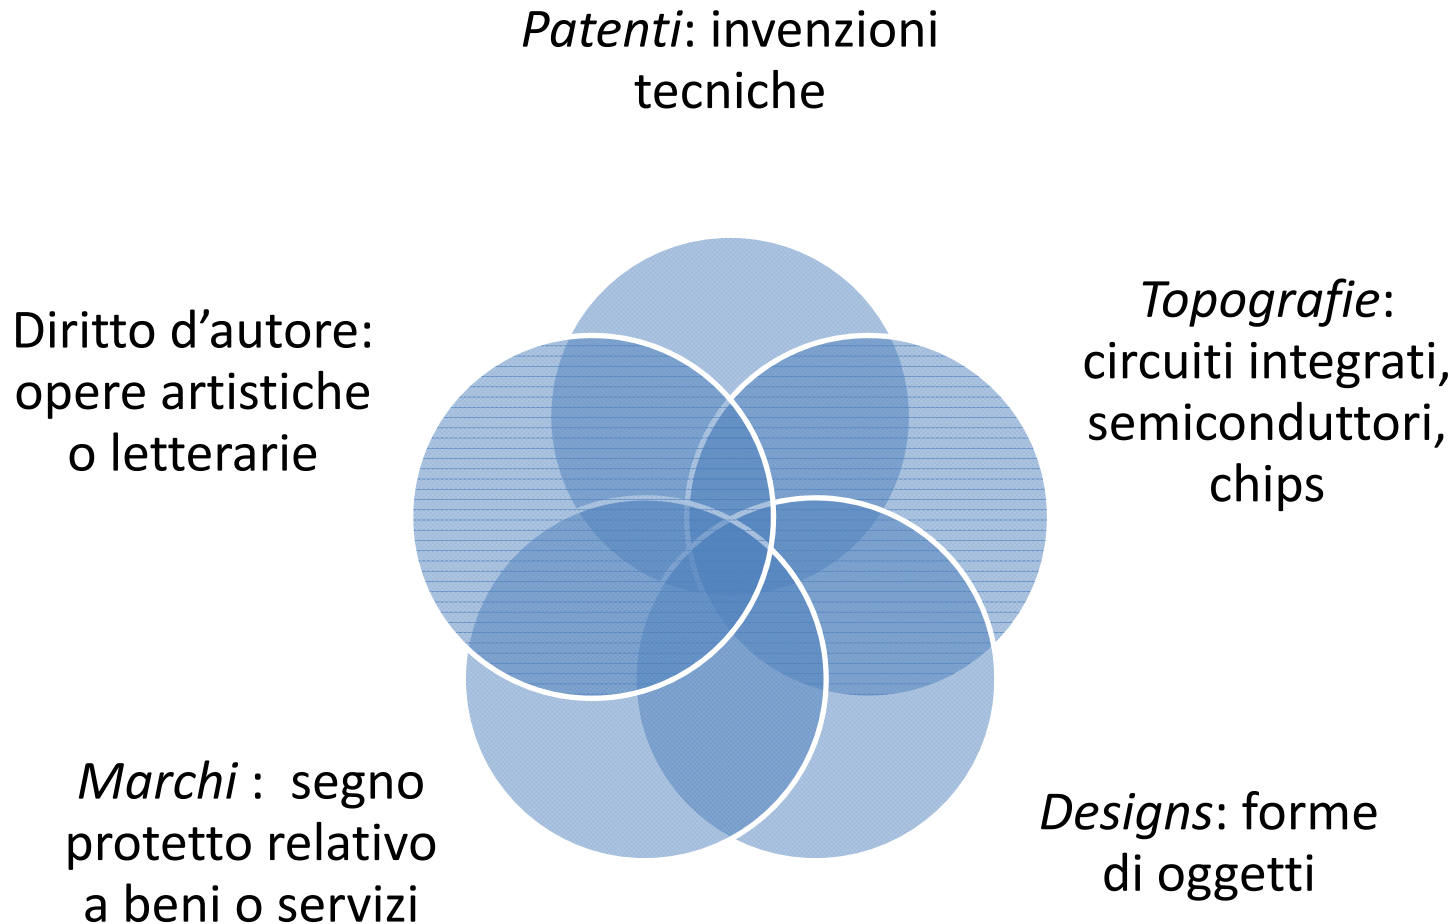 Patenti: invenzioni
tecniche
Topografie:
circuiti integrati,
semiconduttori,
chips
Designs: forme
di oggetti
Marchi :  segno
protetto relativo
a beni o servizi
Diritto d’autore:
opere artistiche
o letterarie